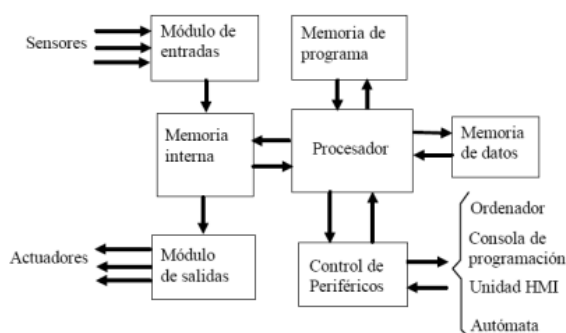 Sensores
Módulo de
entradas
Memoria de
programa
Memoria
interna
Procesador
Memoria
de datos
Actuadores
Módulo
de salidas
Control de
Periféricos
Ordenador
Consola de
programación
Unidad HMI
Autómata